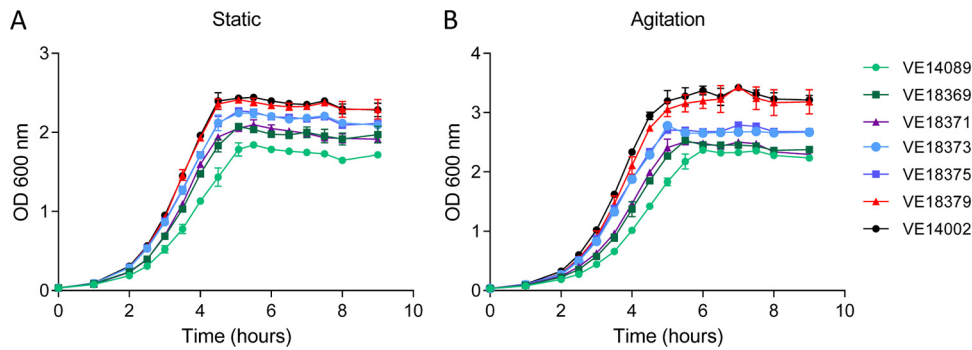 A
Static
OD 600 nm
3
2
1
0
0
2
4
6
8
10
Time (hours)
B
Agitation
OD 600 nm
4
3
2
1
0
0
2
4
6
8
10
Time (hours)
VE14089
VE18369
VE18371
VE18373
VE18375
VE18379
VE14002